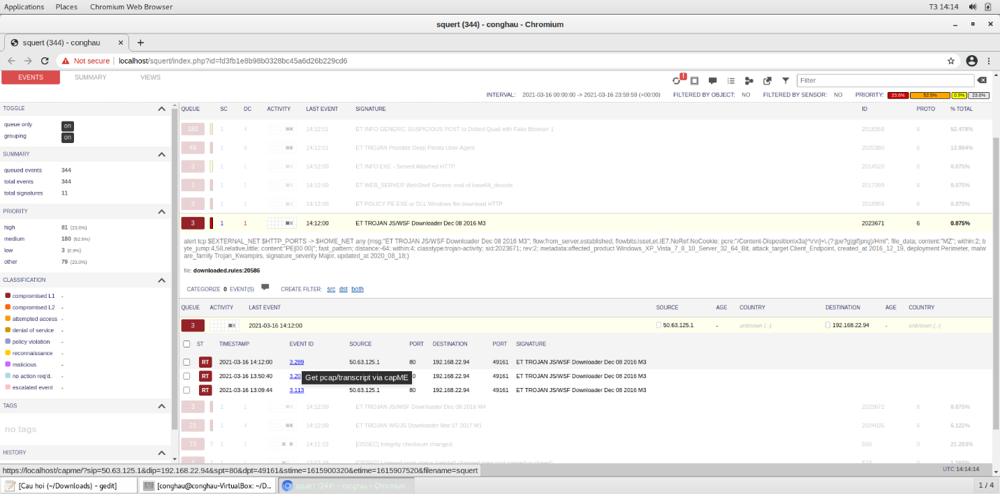 Applications Places Chromium Web Browser T3 14:14
squert (344) - conghau - Chromium
squert (344) - conghau
Not secure localhost/squert/index.php?id=fd3fb1e8b98b0328bc45a6d26b229cd6
EVENTS SUMMARY VIEWS ! Filter
INTERVAL: 2021-03-16 00:00:00 -> 2021-03-16 23:59:59 (+00:00) FILTERED BY OBJECT: NO FILTERED BY SENSOR: NO PRIORITY: 23.6% 52.5% 0.9% 23.0%
TOGGLE
queue only on
grouping on
SUMMARY
queued events 344
total events 344
total signatures 11
PRIORITY
high 81 (23.6%)
medium 180 (52.5%)
low 3 (0.9%)
other 79 (23.0%)
CLASSIFICATION
compromised L1 -
compromised L2 -
attempted access -
denial of service -
policy violation -
reconnaissance -
malicious -
no action req'd. -
escalated event -
TAGS
no tags
HISTORY
QUEUE SC DC ACTIVITY LAST EVENT SIGNATURE ID PROTO % TOTAL
180 1 4 14:12:01 ET INFO GENERIC SUSPICIOUS POST to Dotted Quad with Fake Browser 1 2018358 6 52.478%
48 1 4 14:12:01 ET TROJAN Possible Deep Panda User-Agent 2020380 6 13.994%
3 1 1 14:12:00 ET INFO EXE - Served Attached HTTP 2014520 6 0.875%
3 1 1 14:12:00 ET WEB_SERVER WebShell Generic eval of base64_decode 2017399 6 0.875%
3 1 1 14:12:00 ET POLICY PE EXE or DLL Windows file download HTTP 2018959 6 0.875%
3 1 1 14:12:00 ET TROJAN JS/WSF Downloader Dec 08 2016 M3 2023671 6 0.875%
alert tcp $EXTERNAL_NET $HTTP_PORTS -> $HOME_NET any (msg:"ET TROJAN JS/WSF Downloader Dec 08 2016 M3"; flow:from_server,established; flowbits:isset,et.IE7.NoRef.NoCookie; pcre:"/Content-Disposition\x3a[^\r\n]+\.(?:jpe?g|gif|png)/Hmi"; file_data; content:"MZ"; within:2; b
yte_jump:4,58,relative,little; content:"PE|00 00|"; fast_pattern; distance:-64; within:4; classtype:trojan-activity; sid:2023671; rev:2; metadata:affected_product Windows_XP_Vista_7_8_10_Server_32_64_Bit, attack_target Client_Endpoint, created_at 2016_12_19, deployment Perimeter, malw
are_family Trojan_Kwampirs, signature_severity Major, updated_at 2020_08_18;)
file: downloaded.rules:20586
CATEGORIZE 0 EVENT(S) CREATE FILTER: src dst both
QUEUE ACTIVITY LAST EVENT SOURCE AGE COUNTRY DESTINATION AGE COUNTRY
3 2021-03-16 14:12:00 50.63.125.1 - unknown (.-) 192.168.22.94 - unknown (.-)
ST TIMESTAMP EVENT ID SOURCE PORT DESTINATION PORT SIGNATURE
RT 2021-03-16 14:12:00 3.289 50.63.125.1 80 192.168.22.94 49161 ET TROJAN JS/WSF Downloader Dec 08 2016 M3
RT 2021-03-16 13:50:40 3.20 Get pcap/transcript via capME 0 192.168.22.94 49161 ET TROJAN JS/WSF Downloader Dec 08 2016 M3
RT 2021-03-16 13:09:44 3.113 50.63.125.1 80 192.168.22.94 49161 ET TROJAN JS/WSF Downloader Dec 08 2016 M3
3 1 1 14:12:00 ET TROJAN JS/WSF Downloader Dec 08 2016 M4 2023672 6 0.875%
21 1 4 14:12:00 ET TROJAN WS/JS Downloader Mar 07 2017 M1 2024035 6 6.122%
73 7 1 1 14:11:22 [OSSEC] Integrity checksum changed. 550 0 21.283%
4 7 1 1 13:53:38 [OSSEC] Listened ports status (netstat) changed (new port opened or closed). 533 0 1.166%
https://localhost/capme/?sip=50.63.125.1&dip=192.168.22.94&spt=80&dpt=49161&stime=1615900320&etime=1615907520&filename=squert UTC 14:14:14
[Cau hoi (~/Downloads) - gedit] [conghau@conghau-VirtualBox: ~/D... squert (344) - conghau - Chromium 1 / 4